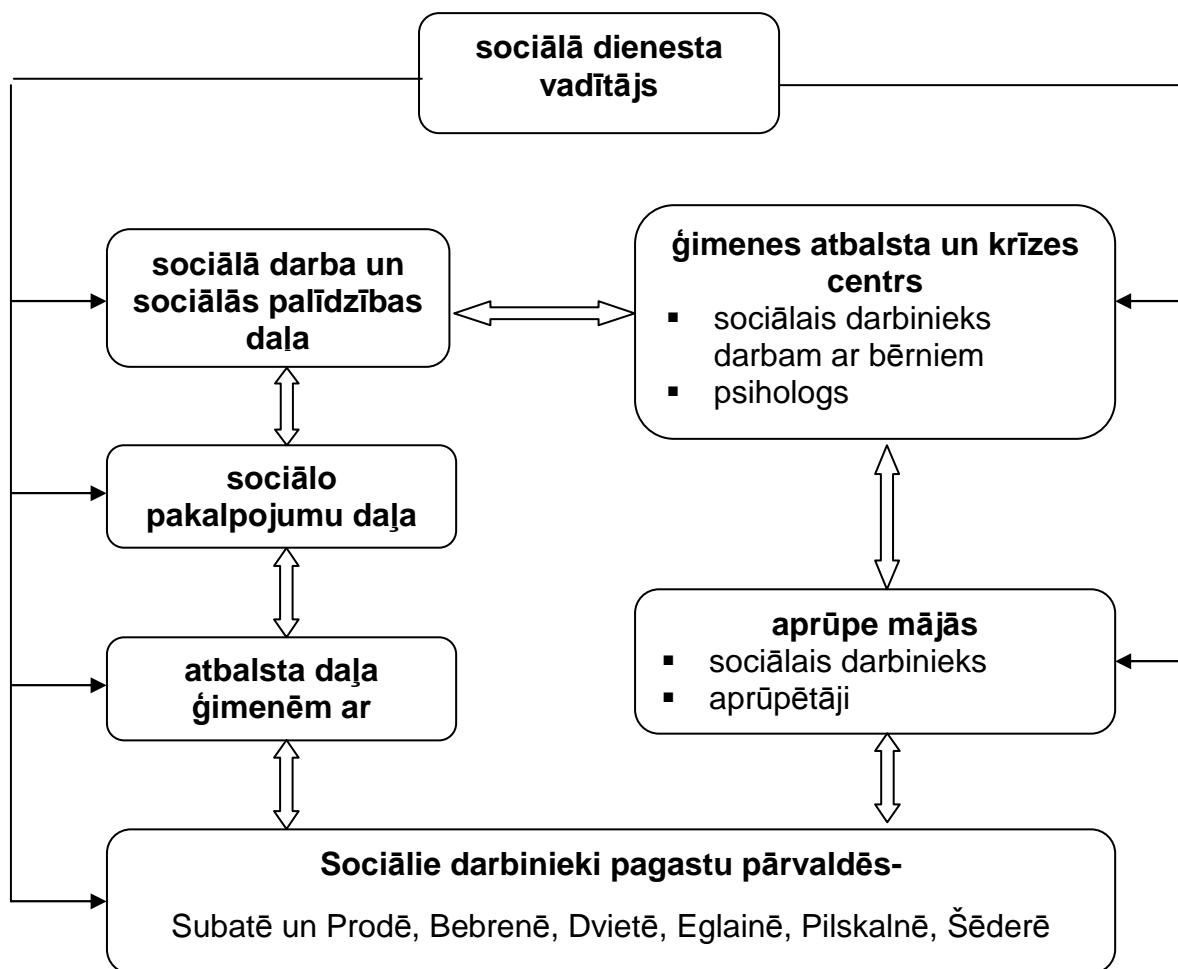 sociālā dienesta
vadītājs
sociālā darba un
sociālās palīdzības
daļa
ģimenes atbalsta un krīzes
centrs
▪ sociālais darbinieks
darbam ar bērniem
▪ psihologs
sociālo
pakalpojumu daļa
atbalsta daļa
ģimenēm ar
aprūpe mājās
▪ sociālais darbinieks
▪ aprūpētāji
Sociālie darbinieki pagastu pārvaldēs-
Subatē un Prodē, Bebrenē, Dvietē, Eglainē, Pilskalnē, Šēderē